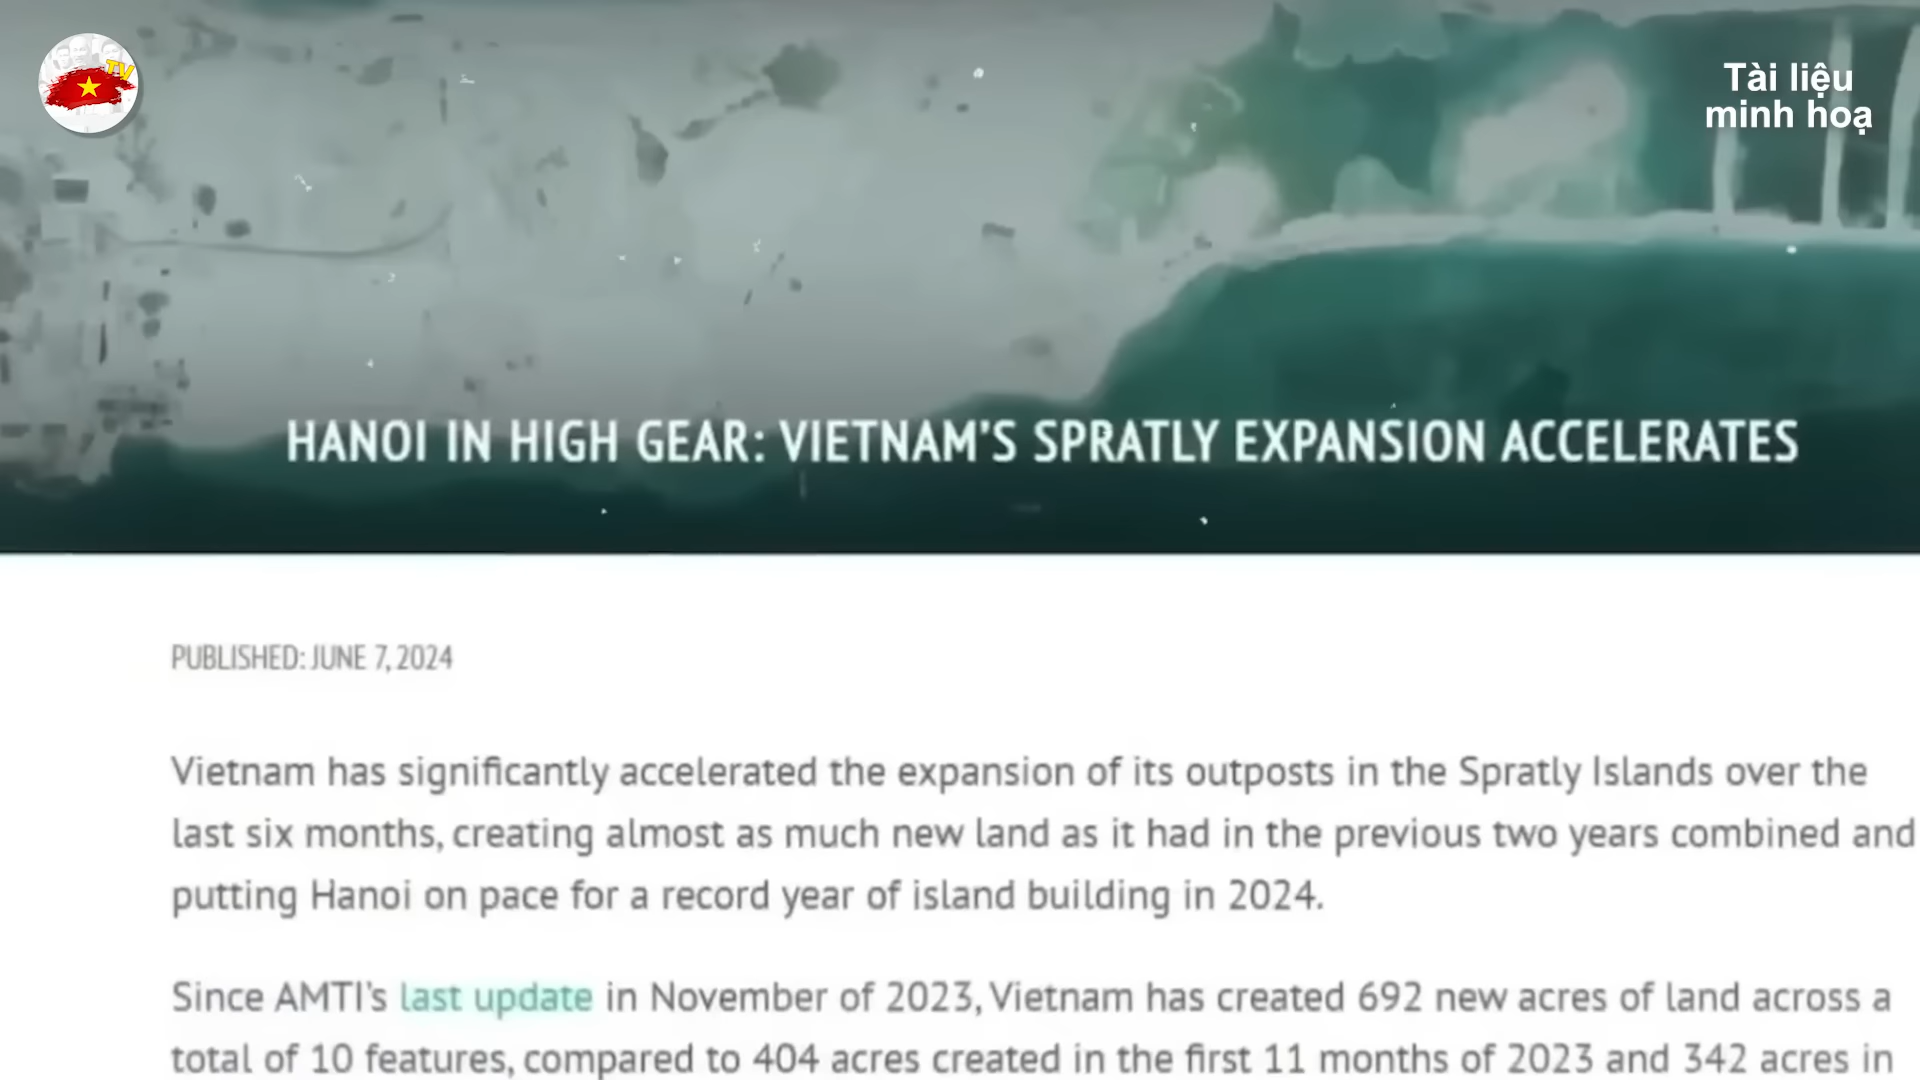 TV
Tài liệu
minh hoạ
HANOI IN HIGH GEAR: VIETNAM'S SPRATLY EXPANSION ACCELERATES
PUBLISHED: JUNE 7, 2024
Vietnam has significantly accelerated the expansion of its outposts in the Spratly Islands over the
last six months, creating almost as much new land as it had in the previous two years combined and
putting Hanoi on pace for a record year of island building in 2024.
Since AMTI's last update in November of 2023, Vietnam has created 692 new acres of land across a
total of 10 features, compared to 404 acres created in the first 11 months of 2023 and 342 acres in